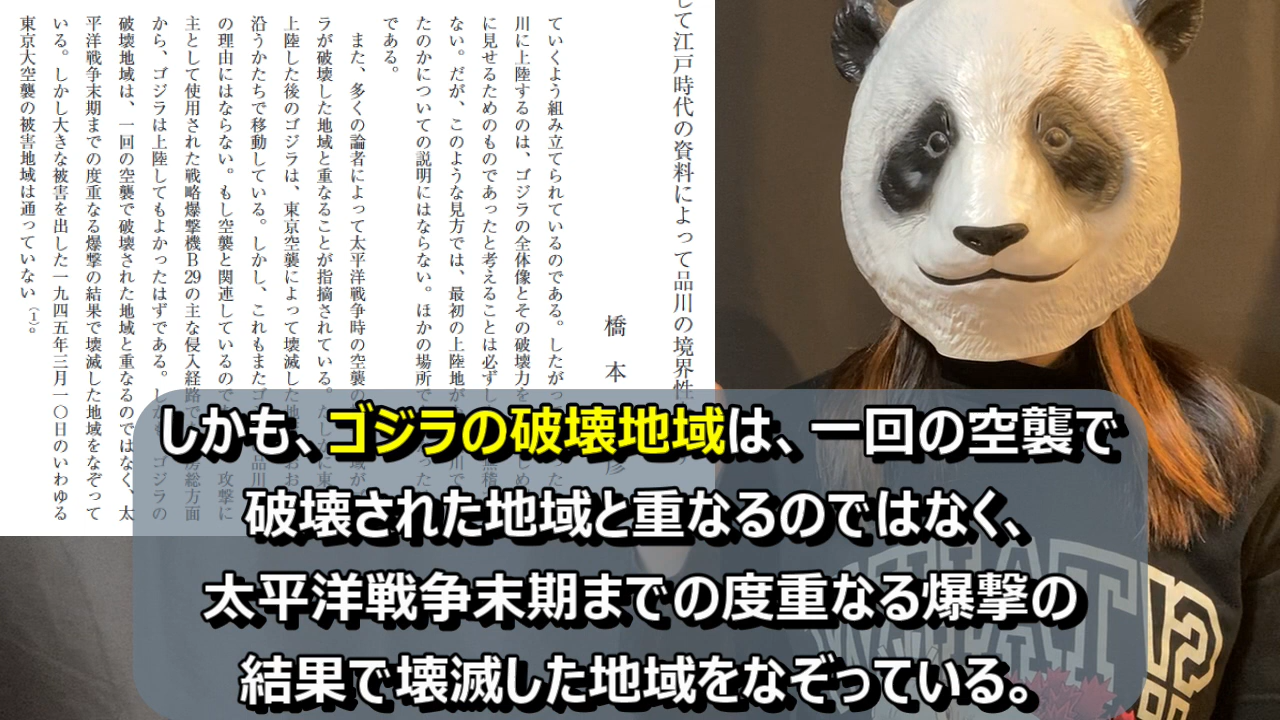 して江戸時代の資料によって品川の境界性
橋本
ていくよう組み立てられているのである。したが
川に上陸するのは、ゴジラの全体像とその破壊力を
に見せるためのものであったと考えることは必ずし
ない。だが、このような見方では、最初の上陸地が
たのかについての説明にはならない。ほかの場所で
である。
また、多くの論者によって太平洋戦争時の空襲の
ラが破壊した地域と重なることが指摘されている。
上陸した後のゴジラは、東京空襲によって壊滅した
沿うかたちで移動している。しかし、これもまた
の理由にはならない。もし空襲と関連しているので
主として使用された戦略爆撃機B29の主な侵入経路で
から、ゴジラは上陸してもよかったはずである。
破壊地域は、一回の空襲で破壊された地域と重なるのではなく、太
平洋戦争末期までの度重なる爆撃の結果で壊滅した地域をなぞって
いる。しかし大きな被害を出した一九四五年三月一〇日のいわゆる
東京大空襲の被害地域は通っていない(1)。
しかも、ゴジラの破壊地域は、一回の空襲で
破壊された地域と重なるのではなく、
太平洋戦争末期までの度重なる爆撃の
結果で壊滅した地域をなぞっている。